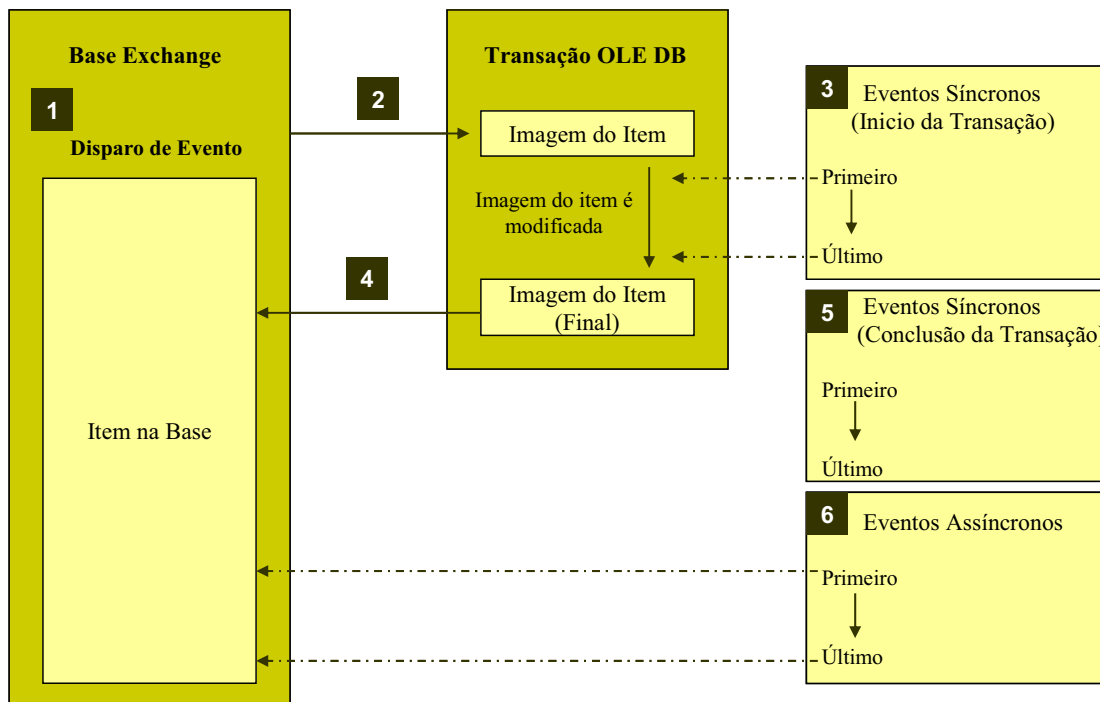 Base Exchange
1
Disparo de Evento
Item na Base
2
4
Transação OLE DB
Imagem do Item
Imagem do item é
modificada
Imagem do Item
(Final)
3
Eventos Síncronos
(Inicio da Transação)
Primeiro
Último
5
Eventos Síncronos
(Conclusão da Transação)
Primeiro
Último
6
Eventos Assíncronos
Primeiro
Último